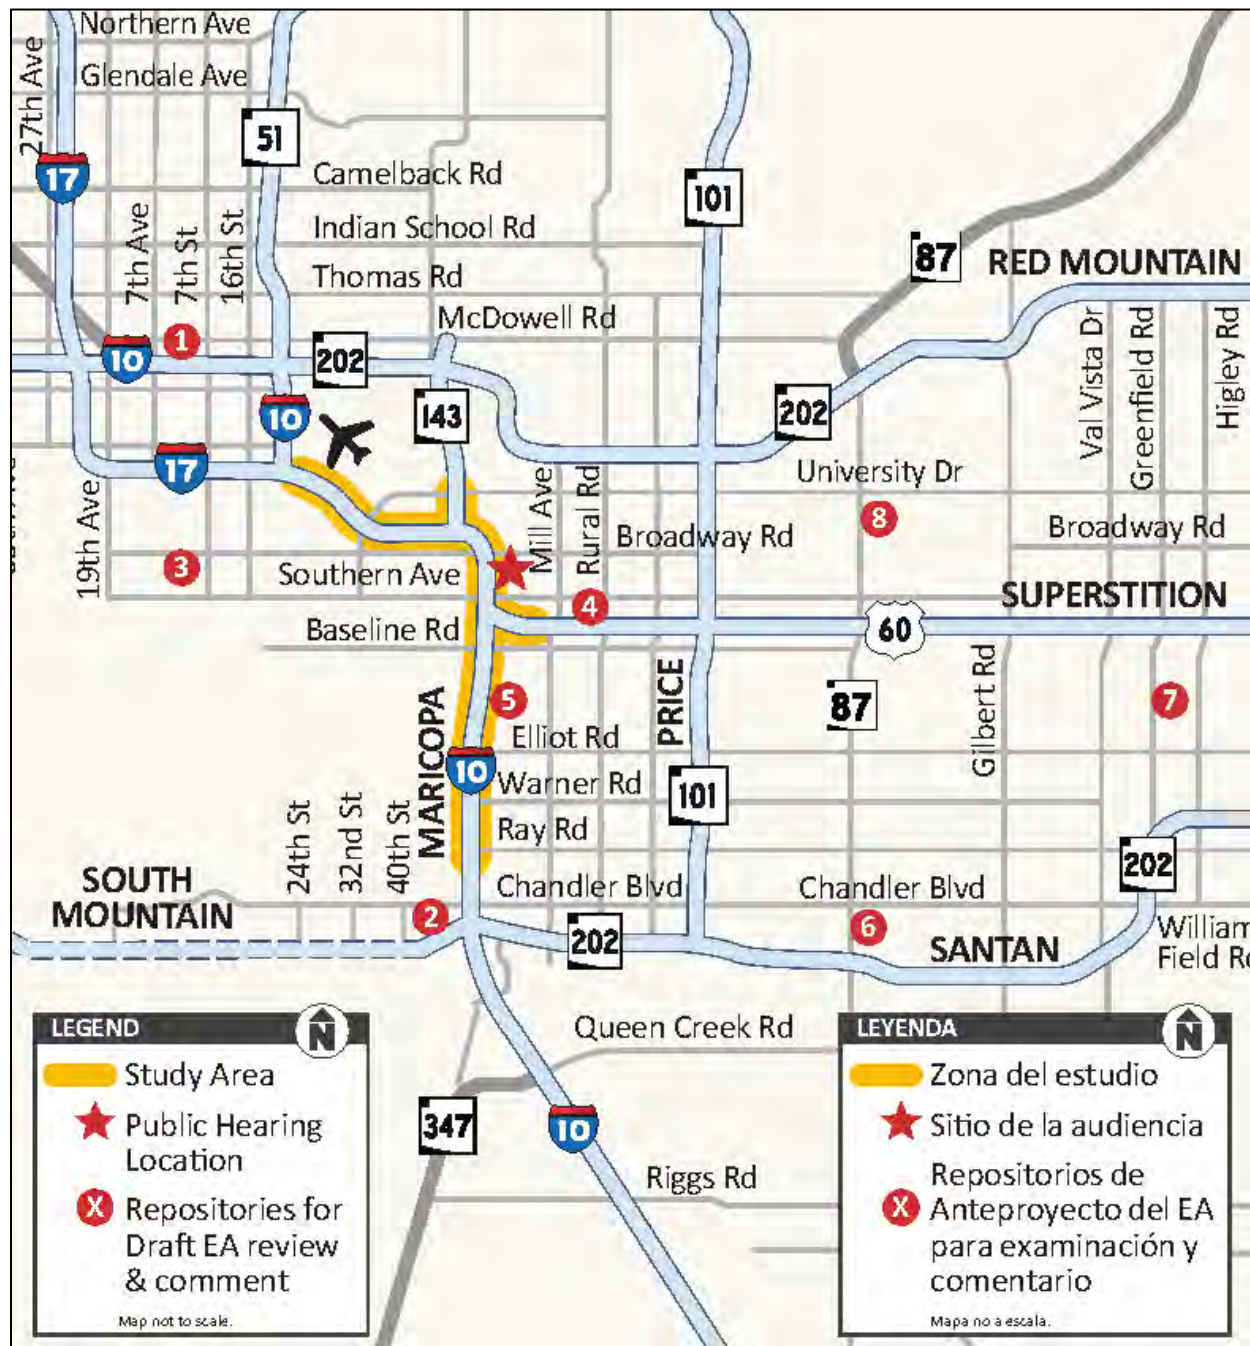 Northern Ave
Glendale Ave
27th Ave
51
17
Camelback Rd
101
Indian School Rd
7th Ave
7th St
16th St
87
RED MOUNTAIN
Thomas Rd
McDowell Rd
1
10
202
Val Vista Dr
Greenfield Rd
Higley Rd
10
143
202
17
University Dr
19th Ave
Mill Ave
Rural Rd
8
Broadway Rd
Broadway Rd
3
Southern Ave
4
SUPERSTITION
Baseline Rd
60
MARICOPA
5
PRICE
87
Gilbert Rd
7
Elliot Rd
10
Warner Rd
101
24th St
32nd St
40th St
Ray Rd
202
SOUTH
MOUNTAIN
Chandler Blvd
Chandler Blvd
2
6
William
Field Rd
202
SANTAN
Queen Creek Rd
347
10
Riggs Rd
LEGEND
N
Study Area
Public Hearing
Location
X
Repositories for
Draft EA review
& comment
Map not to scale.
LEYENDA
N
Zona del estudio
Sitio de la audiencia
X
Repositorios de
Anteproyecto del EA
para examinación y
comentario
Mapa no a escala.